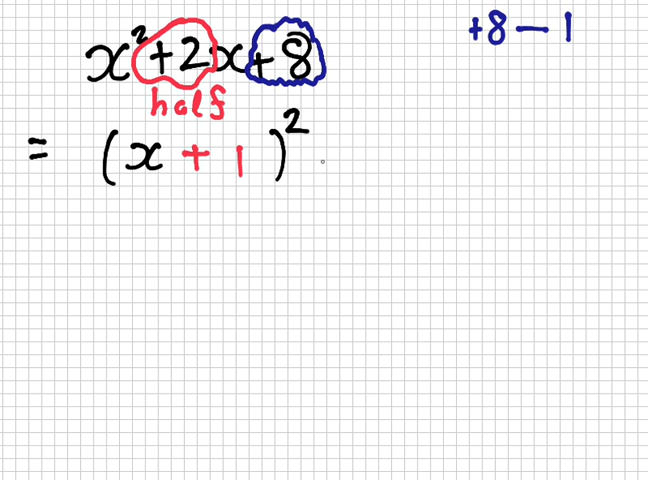 x² + 2x + 8
+8 − 1
half
= (x + 1)²